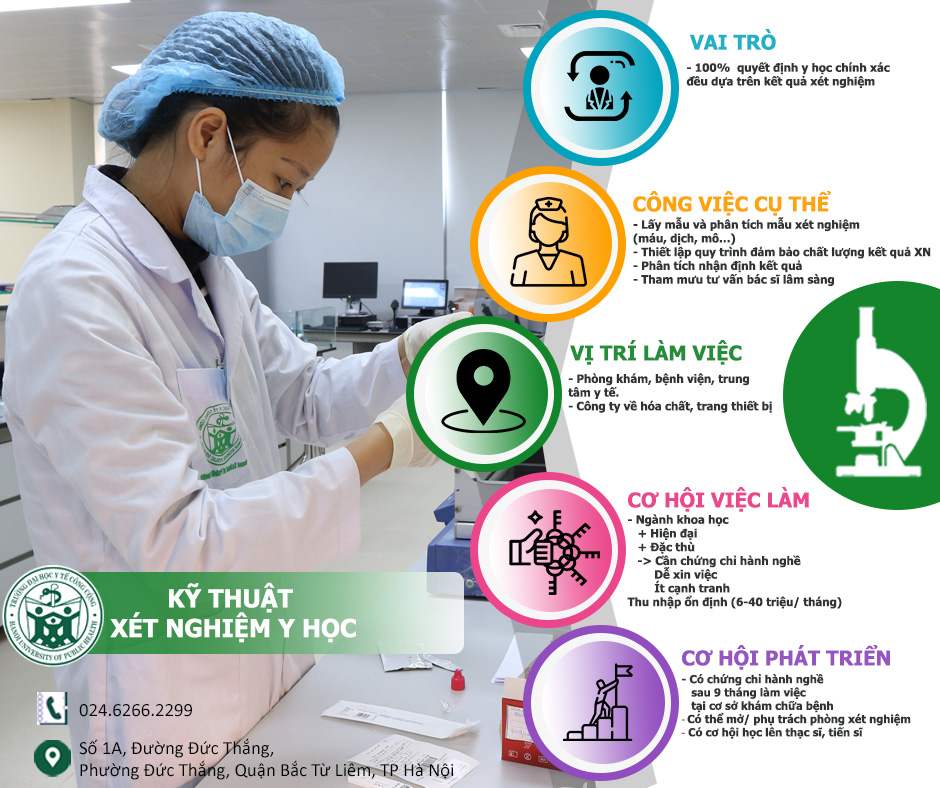 VAI TRÒ
- 100% quyết định y học chính xác
đều dựa trên kết quả xét nghiệm
CÔNG VIỆC CỤ THỂ
- Lấy mẫu và phân tích mẫu xét nghiệm
(máu, dịch, mô...)
- Thiết lập quy trình đảm bảo chất lượng kết quả XN
- Phân tích nhận định kết quả
- Tham mưu tư vấn bác sĩ lâm sàng
VỊ TRÍ LÀM VIỆC
- Phòng khám, bệnh viện, trung
tâm y tế.
- Công ty về hóa chất, trang thiết bị
CƠ HỘI VIỆC LÀM
- Ngành khoa học
+ Hiện đại
+ Đặc thù
-> Cần chứng chỉ hành nghề
Dễ xin việc
Ít cạnh tranh
Thu nhập ổn định (6-40 triệu/ tháng)
CƠ HỘI PHÁT TRIỂN
- Có chứng chỉ hành nghề
sau 9 tháng làm việc
tại cơ sở khám chữa bệnh
- Có thể mở/ phụ trách phòng xét nghiệm
- Có cơ hội học lên thạc sĩ, tiến sĩ
TRƯỜNG ĐẠI HỌC Y TẾ CÔNG CỘNG
HANOI UNIVERSITY OF PUBLIC HEALTH
KỸ THUẬT
XÉT NGHIỆM Y HỌC
024.6266.2299
Số 1A, Đường Đức Thắng,
Phường Đức Thắng, Quận Bắc Từ Liêm, TP Hà Nội